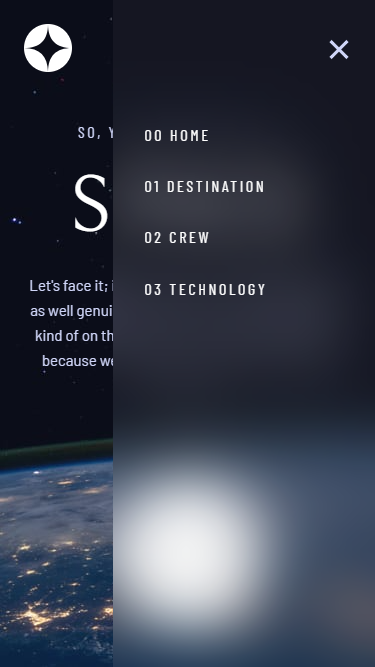 SO, Y
S
Let's face it;
as well genui
kind of on th
because we
00 HOME
01 DESTINATION
02 CREW
03 TECHNOLOGY